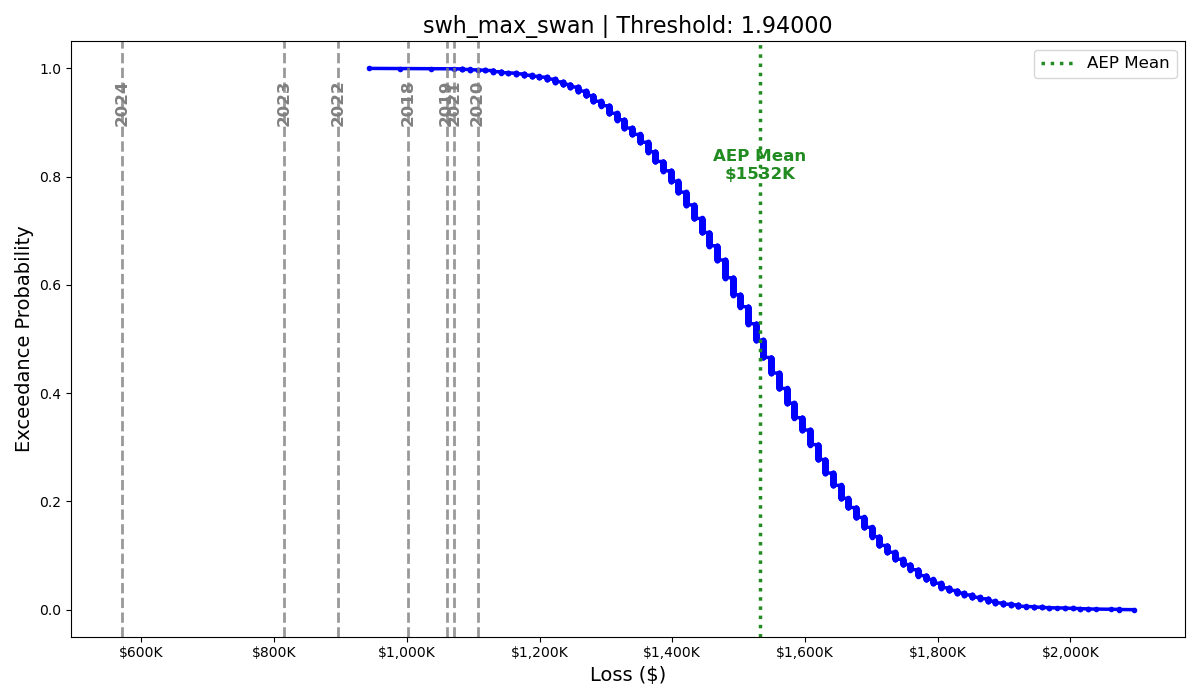 swh_max_swan | Threshold: 1.94000
AEP Mean
2024
2023
2022
2018
2019
2021
2020
AEP Mean
$1532K
1.0
0.8
0.6
0.4
0.2
0.0
Exceedance Probability
$600K
$800K
$1,000K
$1,200K
$1,400K
$1,600K
$1,800K
$2,000K
Loss ($)